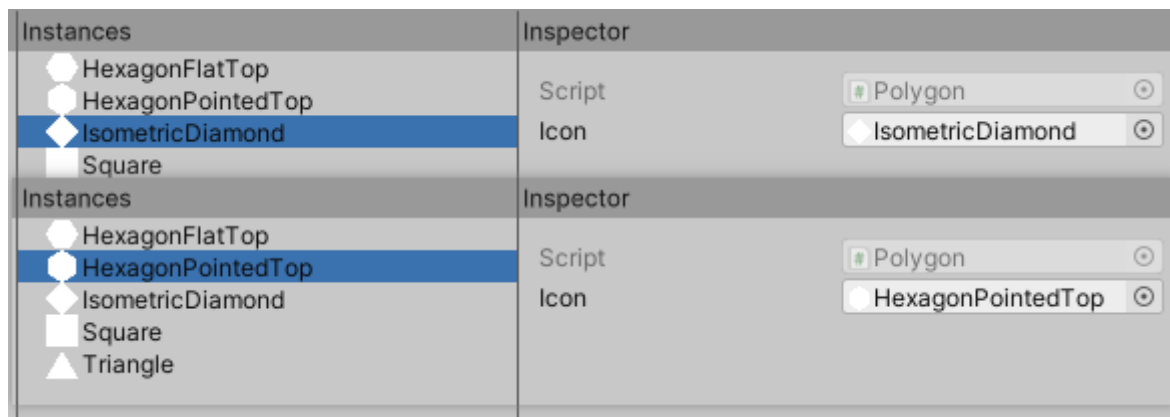 Instances Inspector
HexagonFlatTop
Script # Polygon
HexagonPointedTop
IsometricDiamond Icon IsometricDiamond
Square
Instances Inspector
HexagonFlatTop
Script # Polygon
HexagonPointedTop
IsometricDiamond Icon HexagonPointedTop
Square
Triangle